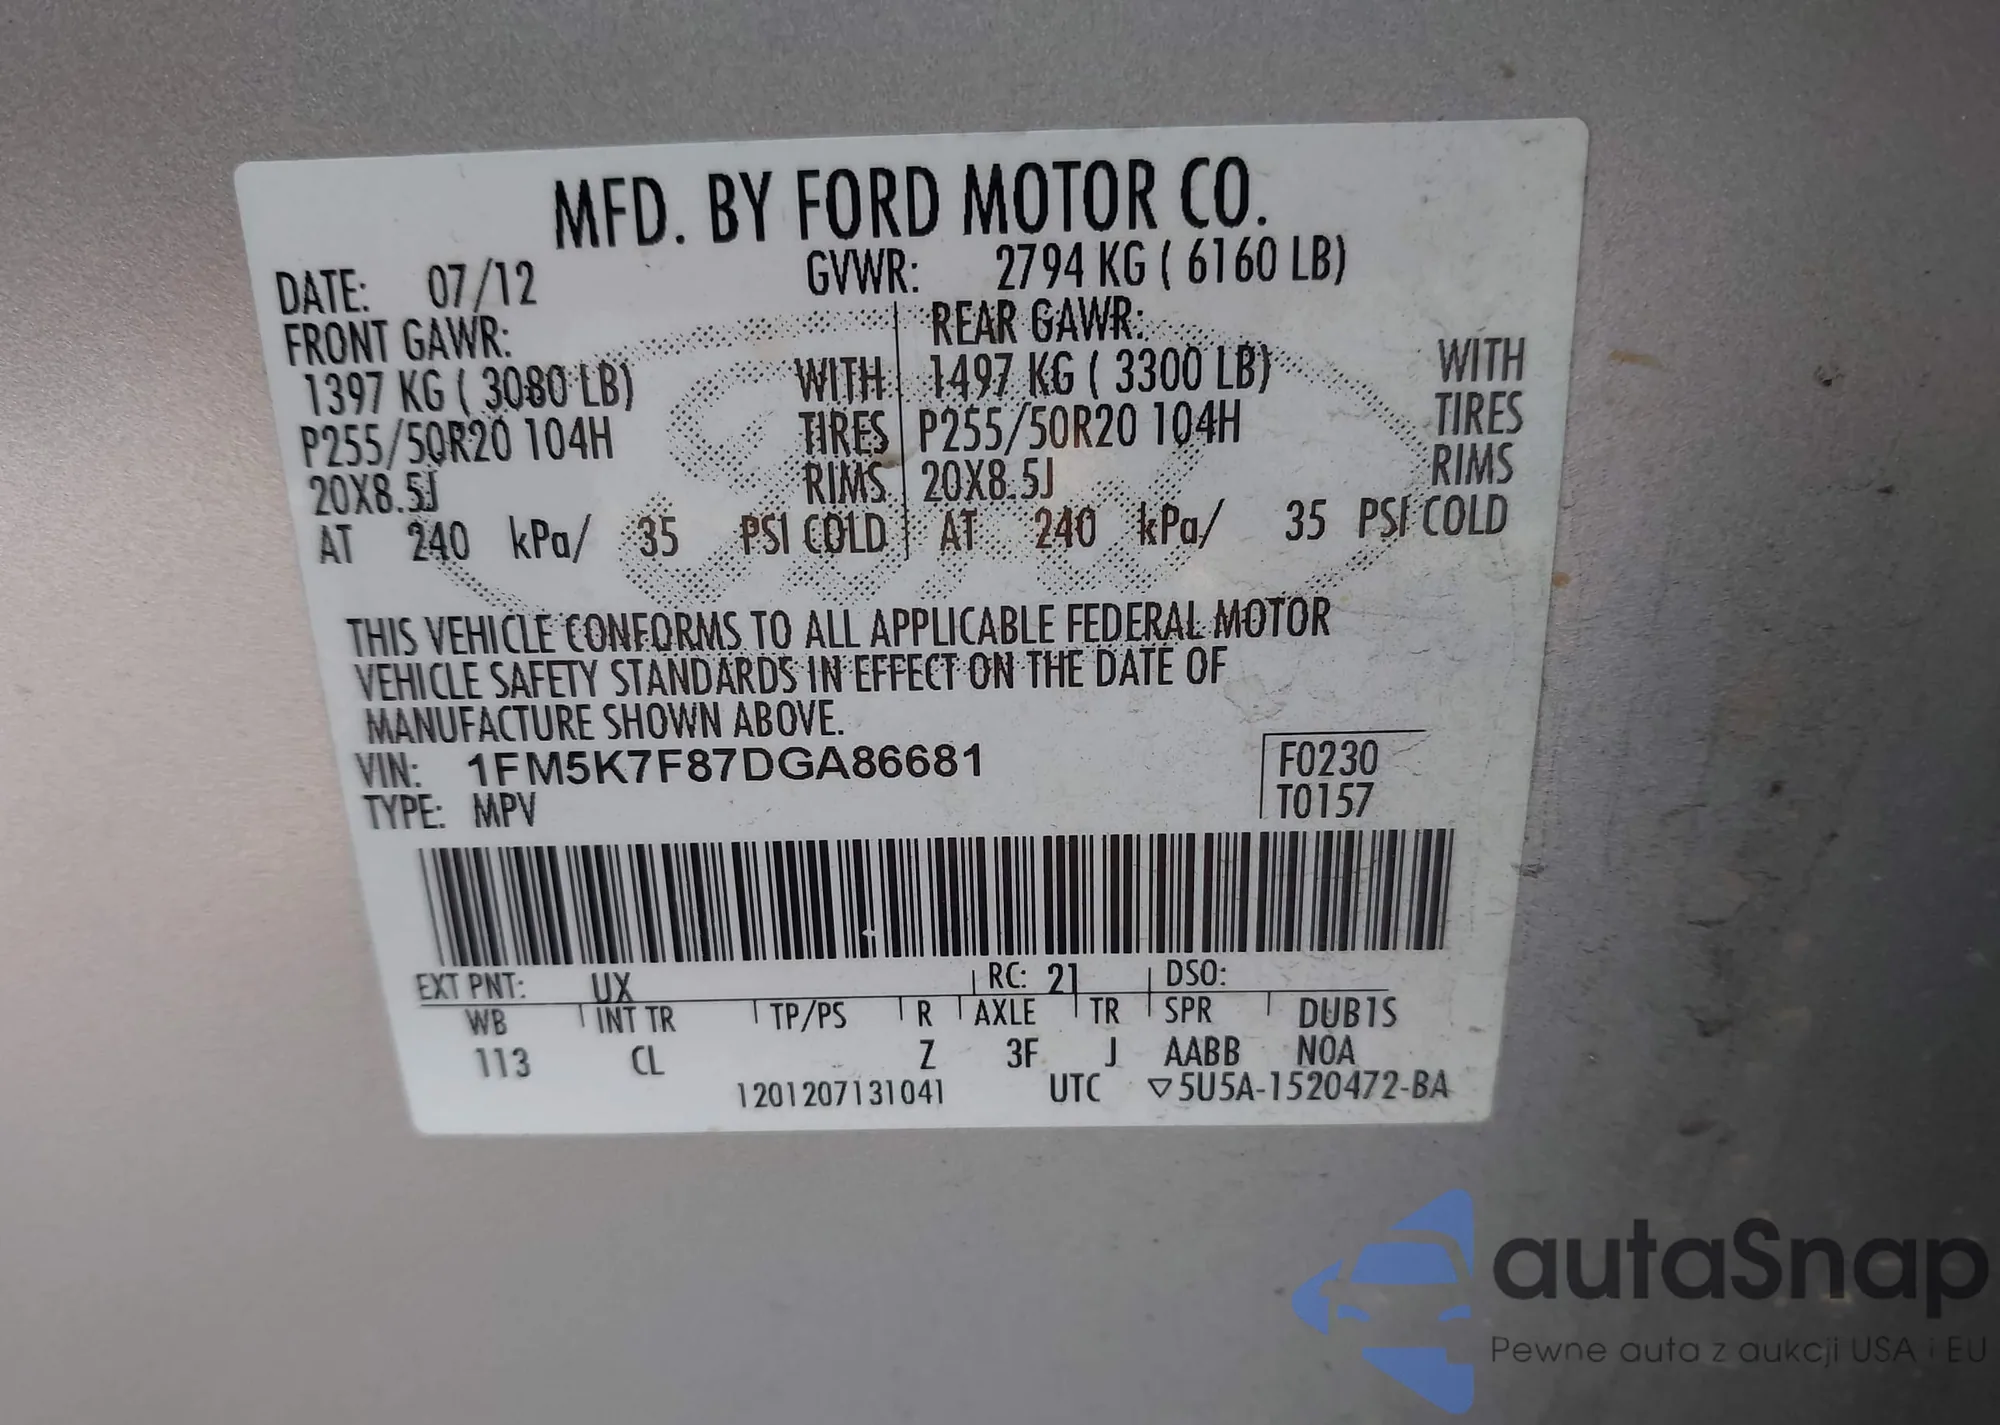 MFD. BY FORD MOTOR CO.
DATE: 07/12 GVWR: 2794 KG ( 6160 LB)
FRONT GAWR: REAR GAWR:
1397 KG ( 3080 LB) WITH 1497 KG ( 3300 LB) WITH
P255/50R20 104H TIRES P255/50R20 104H TIRES
20X8.5J RIMS 20X8.5J RIMS
AT 240 kPa/ 35 PSI COLD AT 240 kPa/ 35 PSI COLD
THIS VEHICLE CONFORMS TO ALL APPLICABLE FEDERAL MOTOR
VEHICLE SAFETY STANDARDS IN EFFECT ON THE DATE OF
MANUFACTURE SHOWN ABOVE.
VIN: 1FM5K7F87DGA86681 F0230
TYPE: MPV T0157
EXT PNT: UX RC: 21 DSO:
WB INT TR TP/PS R AXLE TR SPR DUB1S
113 CL Z 3F J AABB NOA
1201207131041 UTC ▽5U5A-1520472-BA
autaSnap
Pewne auta z aukcji USA i EU